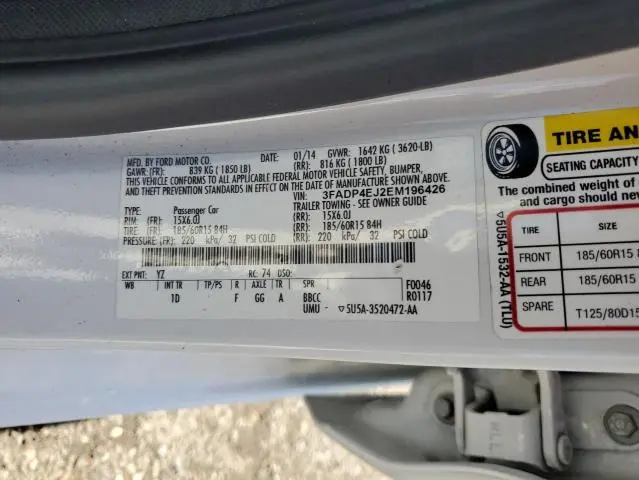 MFD. BY FORD MOTOR CO. DATE: 01/14 GVWR: 1642 KG ( 3620-LB)
GAWR: (FR): 839 KG ( 1850 LB) (RR): 816 KG ( 1800 LB)
THIS VEHICLE CONFORMS TO ALL APPLICABLE FEDERAL MOTOR VEHICLE SAFETY, BUMPER,
AND THEFT PREVENTION STANDARDS IN EFFECT ON THE DATE OF MANUFACTURE SHOWN ABOVE.
VIN: 3FADP4EJ2EM196426
TYPE: Passenger Car TRAILER TOWING - SEE OWNER GUIDE
RIM: (FR): 15X6.0J (RR): 15X6.0J
TIRE: (FR): 185/60R15 84H (RR): 185/60R15 84H
PRESSURE: (FR): 220 kPa/ 32 PSI COLD (RR): 220 kPa/ 32 PSI COLD
EXT PNT: YZ RC: 74 DSO: F0046
WB INT TR TP/PS R AXLE TR SPR R0117
1D F GG A BBCC
UMU - ▽ 5U5A-3520472-AA
TIRE AN
SEATING CAPACITY
The combined weight of
and cargo should nev
TIRE SIZE
FRONT 185/60R15 8
REAR 185/60R15
SPARE T125/80D15
▽5U5A-1532-AA (TL0)